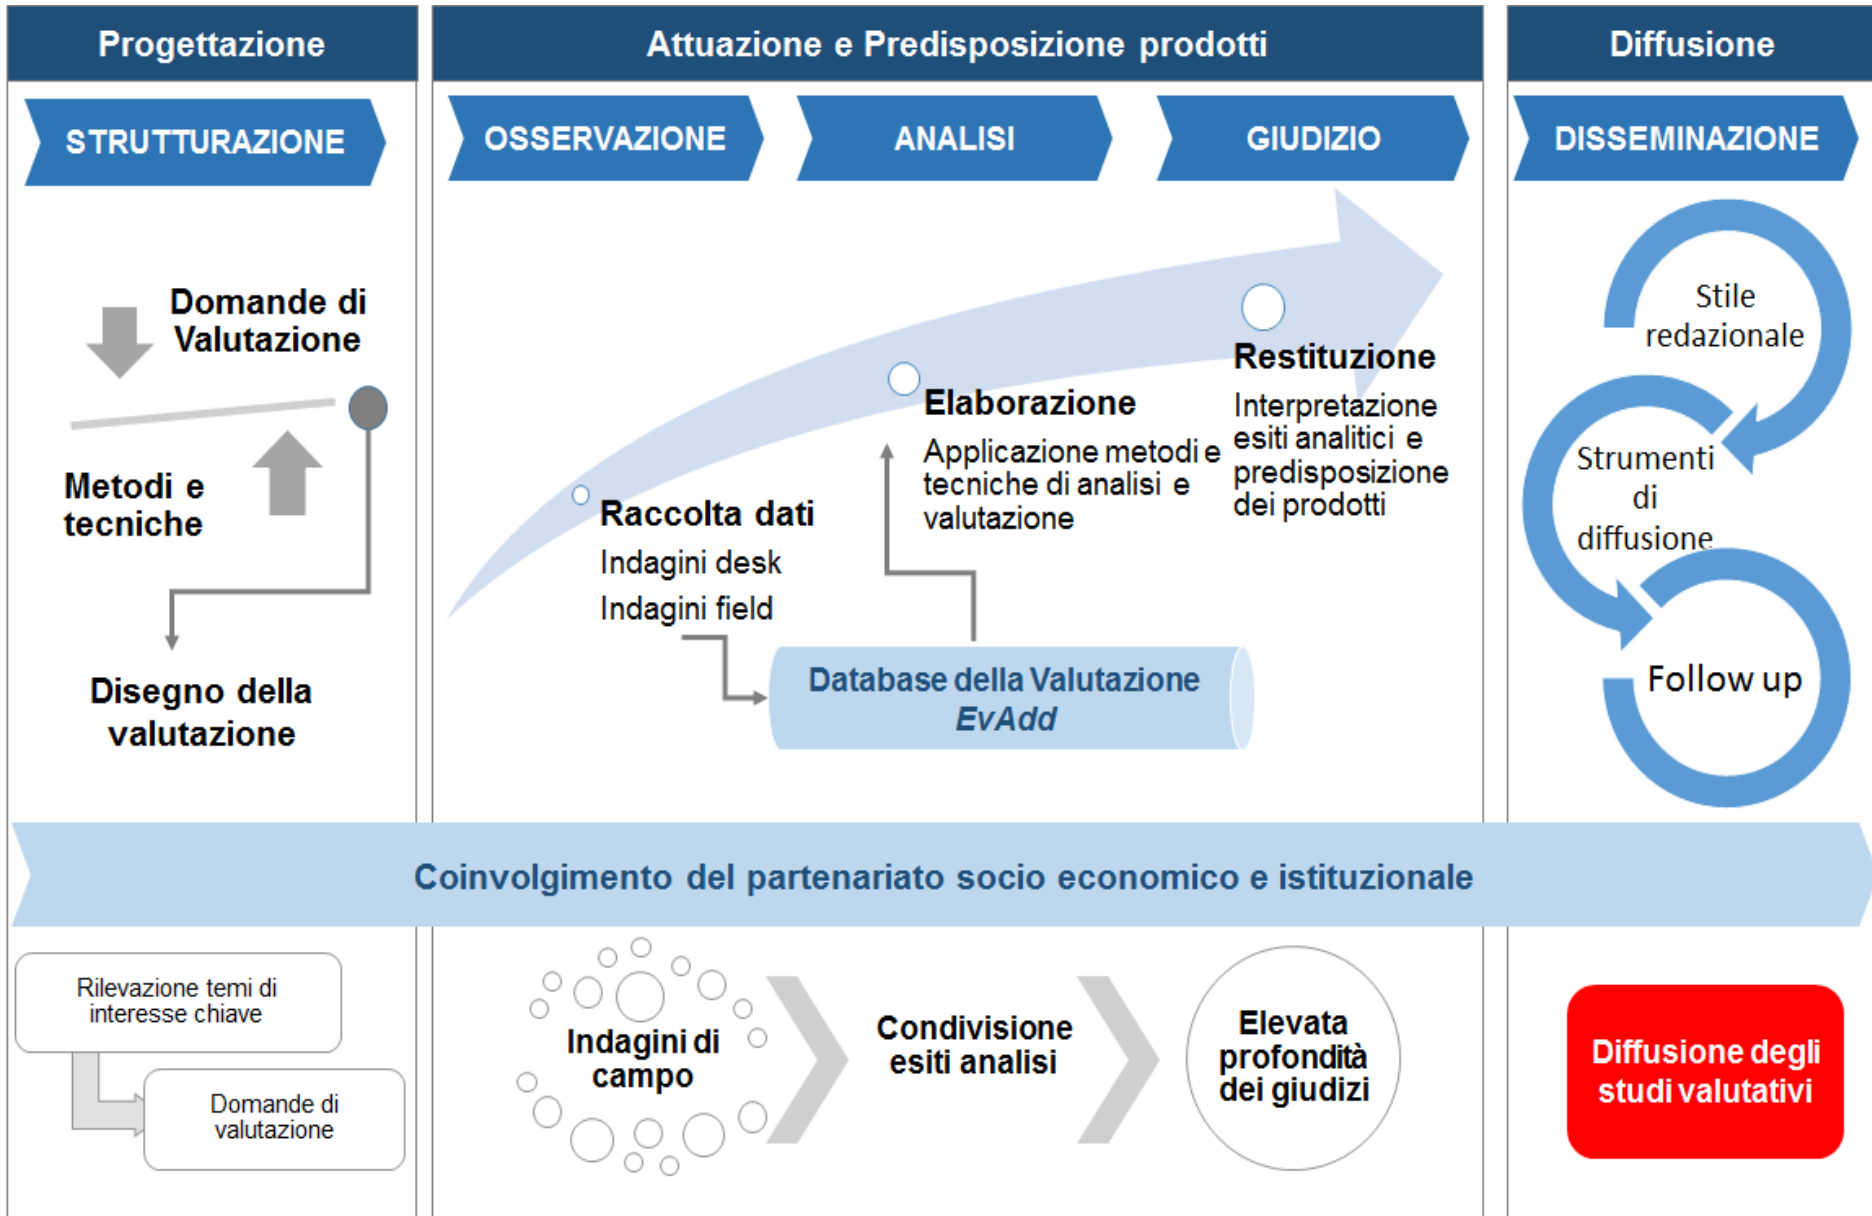 Progettazione
Attuazione e Predisposizione prodotti
Diffusione
STRUTTURAZIONE
OSSERVAZIONE
ANALISI
GIUDIZIO
DISSEMINAZIONE
Domande di
Valutazione
Metodi e
tecniche
Disegno della
valutazione
Raccolta dati
Indagini desk
Indagini field
Elaborazione
Applicazione metodi e
tecniche di analisi e
valutazione
Restituzione
Interpretazione
esiti analitici e
predisposizione
dei prodotti
Database della Valutazione
EvAdd
Stile
redazionale
Strumenti
di
diffusione
Follow up
Coinvolgimento del partenariato socio economico e istituzionale
Rilevazione temi di
interesse chiave
Domande di
valutazione
Indagini di
campo
Condivisione
esiti analisi
Elevata
profondità
dei giudizi
Diffusione degli
studi valutativi